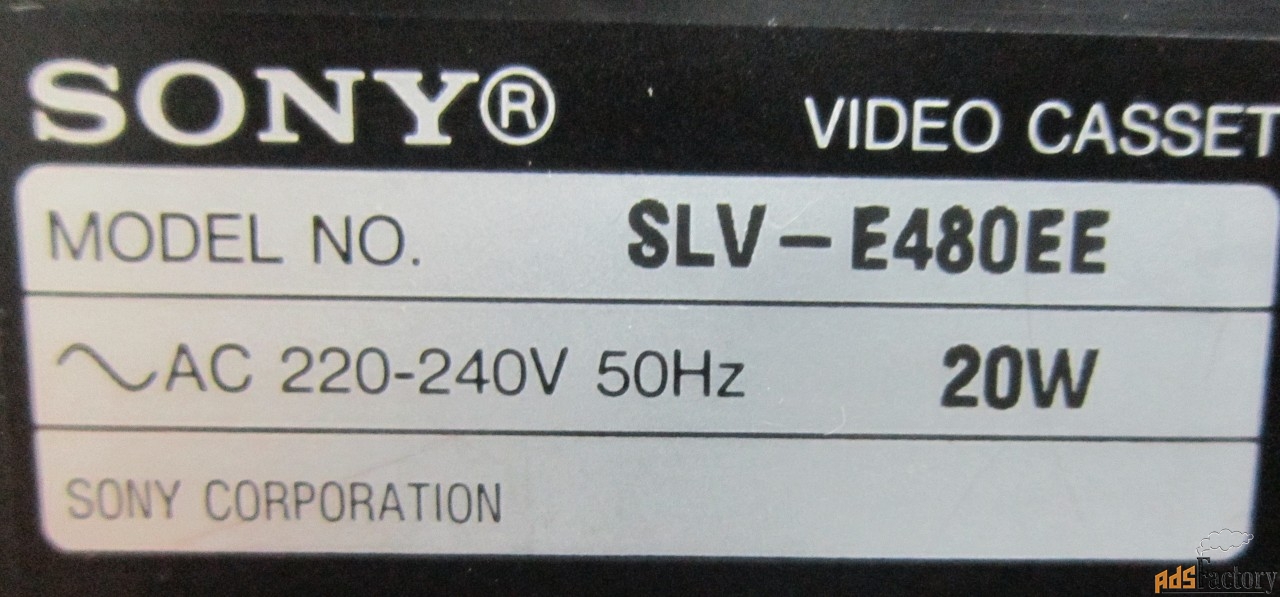 SONY®
VIDEO CASSET
MODEL NO. SLV-E480EE
~AC 220-240V 50Hz 20W
SONY CORPORATION
AdsFactory